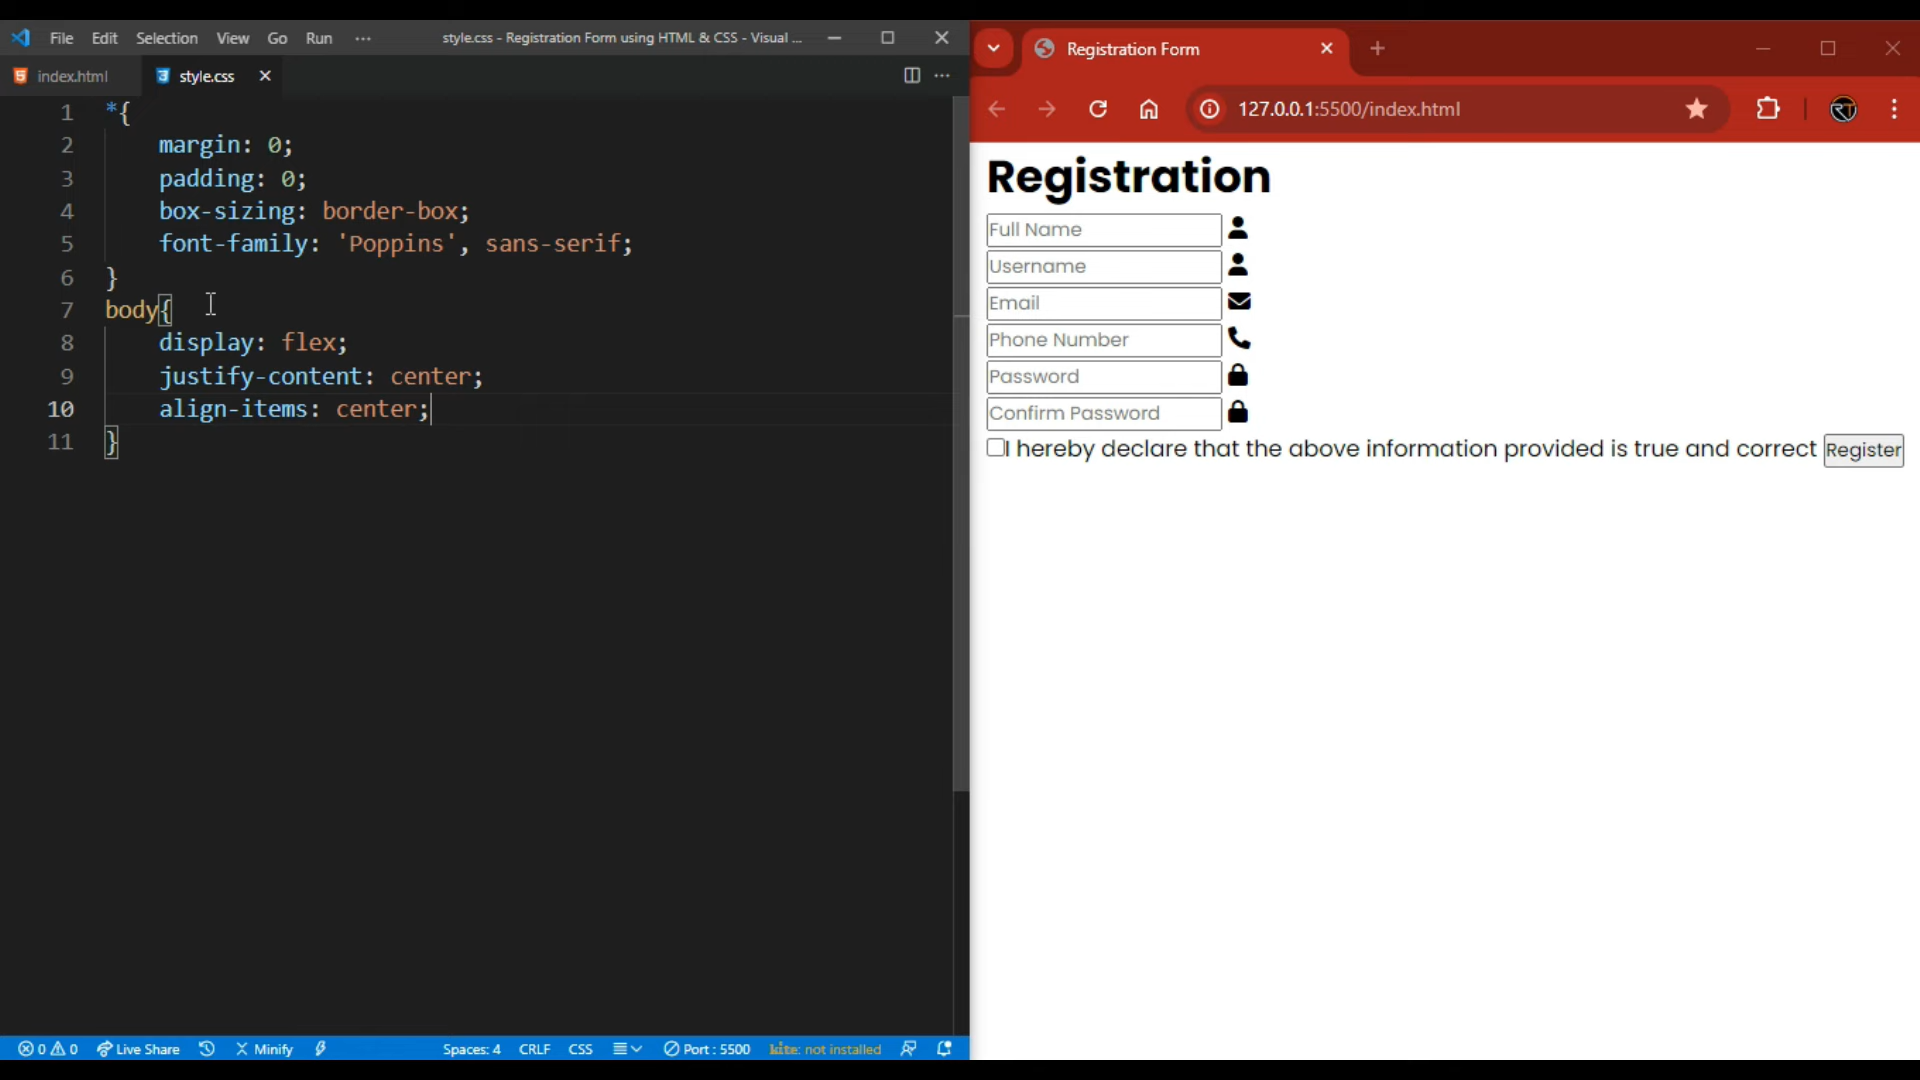 File Edit Selection View Go Run ··· style.css - Registration Form using HTML & CSS - Visual ...
index.html style.css
1 *{
2 margin: 0;
3 padding: 0;
4 box-sizing: border-box;
5 font-family: 'Poppins', sans-serif;
6 }
7 body{
8 display: flex;
9 justify-content: center;
10 align-items: center;
11 }
0 0 Live Share Minify Spaces: 4 CRLF CSS Port : 5500 kite: not installed
Registration Form
127.0.0.1:5500/index.html
RT
Registration
Full Name
Username
Email
Phone Number
Password
Confirm Password
I hereby declare that the above information provided is true and correct Register